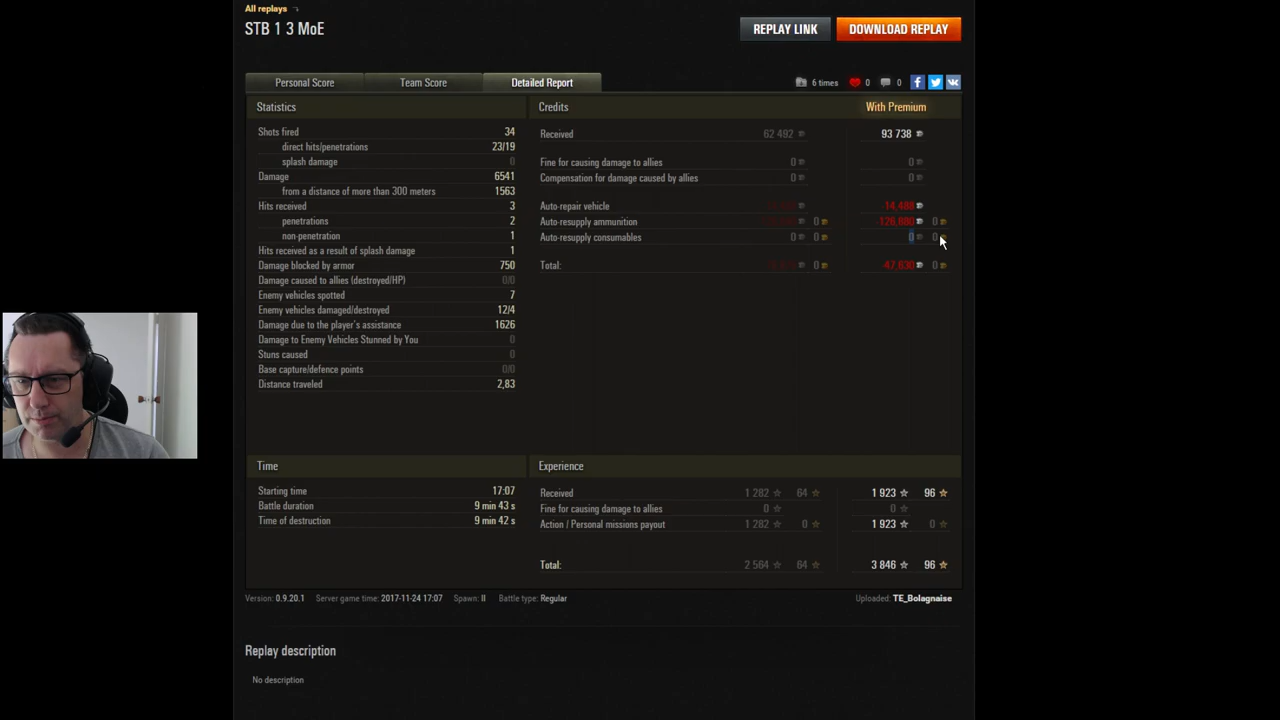 All replays
STB 1 3 MoE
REPLAY LINK
DOWNLOAD REPLAY
Personal Score
Team Score
Detailed Report
6 times
0
0
Statistics
Shots fired 34
direct hits/penetrations 23/19
splash damage 0
Damage 6541
from a distance of more than 300 meters 1563
Hits received 3
penetrations 2
non-penetration 1
Hits received as a result of splash damage 1
Damage blocked by armor 750
Damage caused to allies (destroyed/HP) 0/0
Enemy vehicles spotted 7
Enemy vehicles damaged/destroyed 12/4
Damage due to the player's assistance 1626
Damage to Enemy Vehicles Stunned by You 0
Stuns caused 0
Base capture/defence points 0/0
Distance traveled 2,83
Credits With Premium
Received 62 492 93 738
Fine for causing damage to allies 0 0
Compensation for damage caused by allies 0 0
Auto-repair vehicle -14,488
Auto-resupply ammunition 0 -126,880 0
Auto-resupply consumables 0 0 0 0
Total: 0 -47,630 0
Time
Starting time 17:07
Battle duration 9 min 43 s
Time of destruction 9 min 42 s
Experience
Received 1 282 64 1 923 96
Fine for causing damage to allies 0 0
Action / Personal missions payout 1 282 0 1 923 0
Total: 2 564 64 3 846 96
Version: 0.9.20.1 Server game time: 2017-11-24 17:07 Spawn: II Battle type: Regular
Uploaded: TE_Bolagnaise
Replay description
No description